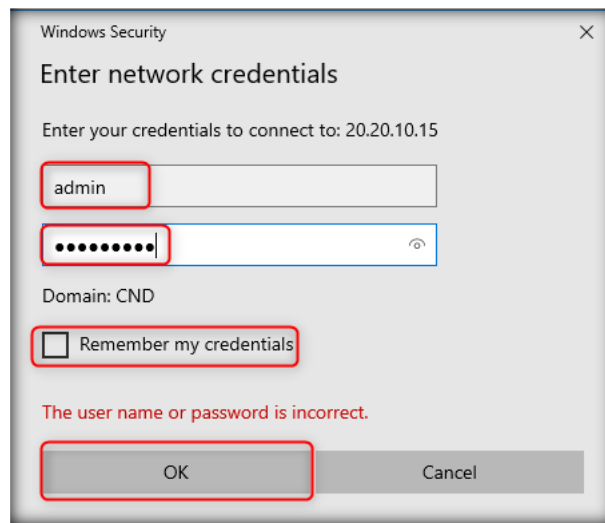 Windows Security
Enter network credentials
Enter your credentials to connect to: 20.20.10.15
admin
●●●●●●●●●
Domain: CND
Remember my credentials
The user name or password is incorrect.
OK Cancel